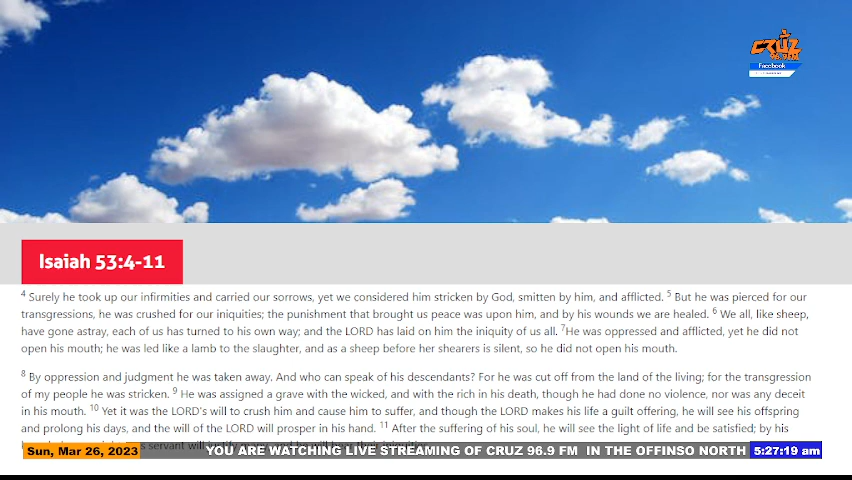 CRUZ
96.9FM
Facebook
Isaiah 53:4-11
4 Surely he took up our infirmities and carried our sorrows, yet we considered him stricken by God, smitten by him, and afflicted. 5 But he was pierced for our
transgressions, he was crushed for our iniquities; the punishment that brought us peace was upon him, and by his wounds we are healed. 6 We all, like sheep,
have gone astray, each of us has turned to his own way; and the LORD has laid on him the iniquity of us all. 7He was oppressed and afflicted, yet he did not
open his mouth; he was led like a lamb to the slaughter, and as a sheep before her shearers is silent, so he did not open his mouth.
8 By oppression and judgment he was taken away. And who can speak of his descendants? For he was cut off from the land of the living; for the transgression
of my people he was stricken. 9 He was assigned a grave with the wicked, and with the rich in his death, though he had done no violence, nor was any deceit
in his mouth. 10 Yet it was the LORD's will to crush him and cause him to suffer, and though the LORD makes his life a guilt offering, he will see his offspring
and prolong his days, and the will of the LORD will prosper in his hand. 11 After the suffering of his soul, he will see the light of life and be satisfied; by his
servant will
Sun, Mar 26, 2023 YOU ARE WATCHING LIVE STREAMING OF CRUZ 96.9 FM IN THE OFFINSO NORTH 5:27:19 am